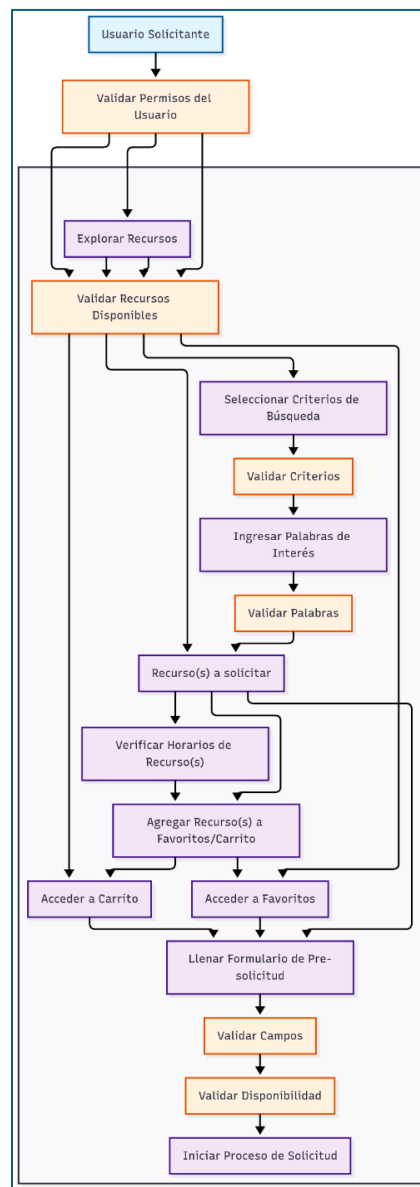 Usuario Solicitante
Validar Permisos del
Usuario
Explorar Recursos
Validar Recursos
Disponibles
Seleccionar Criterios de
Búsqueda
Validar Criterios
Ingresar Palabras de
Interés
Validar Palabras
Recurso(s) a solicitar
Verificar Horarios de
Recurso(s)
Agregar Recurso(s) a
Favoritos/Carrito
Acceder a Carrito
Acceder a Favoritos
Llenar Formulario de Pre-
solicitud
Validar Campos
Validar Disponibilidad
Iniciar Proceso de Solicitud